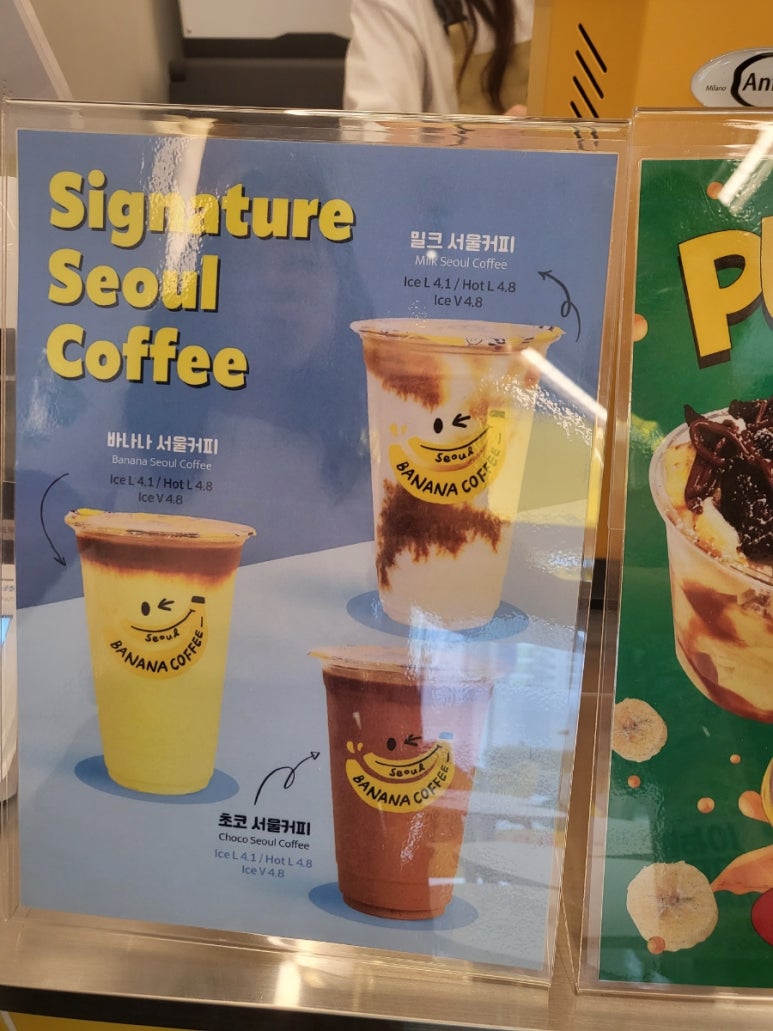 Signature
Seoul
Coffee
밀크 서울커피
Milk Seoul Coffee
Ice L 4.1 / Hot L 4.8
Ice V 4.8
바나나 서울커피
Banana Seoul Coffee
Ice L 4.1 / Hot L 4.8
Ice V 4.8
seoul
BANANA COFFEE
seoul
BANANA COFFEE
초코 서울커피
Choco Seoul Coffee
Ice L 4.1 / Hot L 4.8
Ice V 4.8
seoul
BANANA COFFEE
Milano